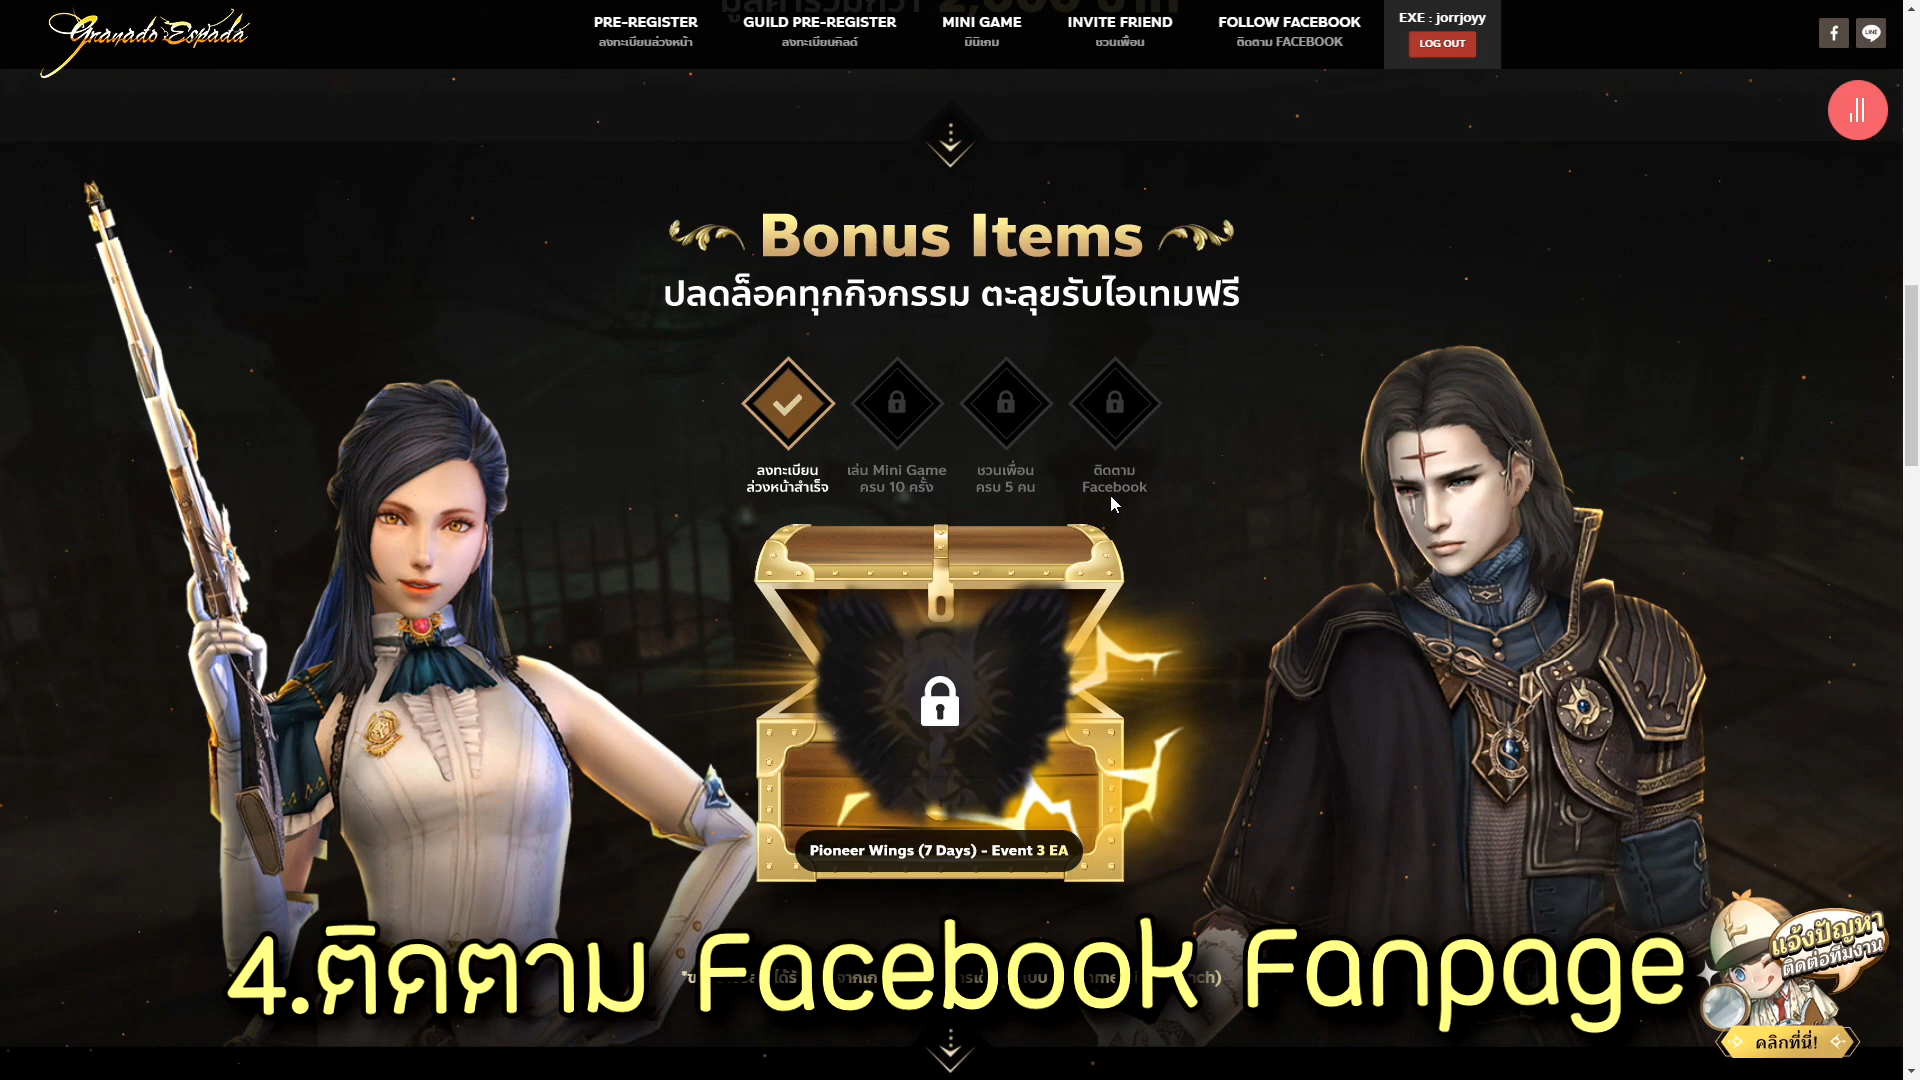 Granado Espada
PRE-REGISTER
ลงทะเบียนล่วงหน้า
GUILD PRE-REGISTER
ลงทะเบียนกิลด์
MINI GAME
มินิเกม
INVITE FRIEND
ชวนเพื่อน
FOLLOW FACEBOOK
ติดตาม FACEBOOK
EXE : jorrjoyy
LOG OUT
LINE
Bonus Items
ปลดล็อคทุกกิจกรรม ตะลุยรับไอเทมฟรี
ลงทะเบียน
ล่วงหน้าสำเร็จ
เล่น Mini Game
ครบ 10 ครั้ง
ชวนเพื่อน
ครบ 5 คน
ติดตาม
Facebook
Pioneer Wings (7 Days) - Event 3 EA
4.ติดตาม Facebook Fanpage
แจ้งปัญหา
ติดต่อทีมงาน
คลิกที่นี่!